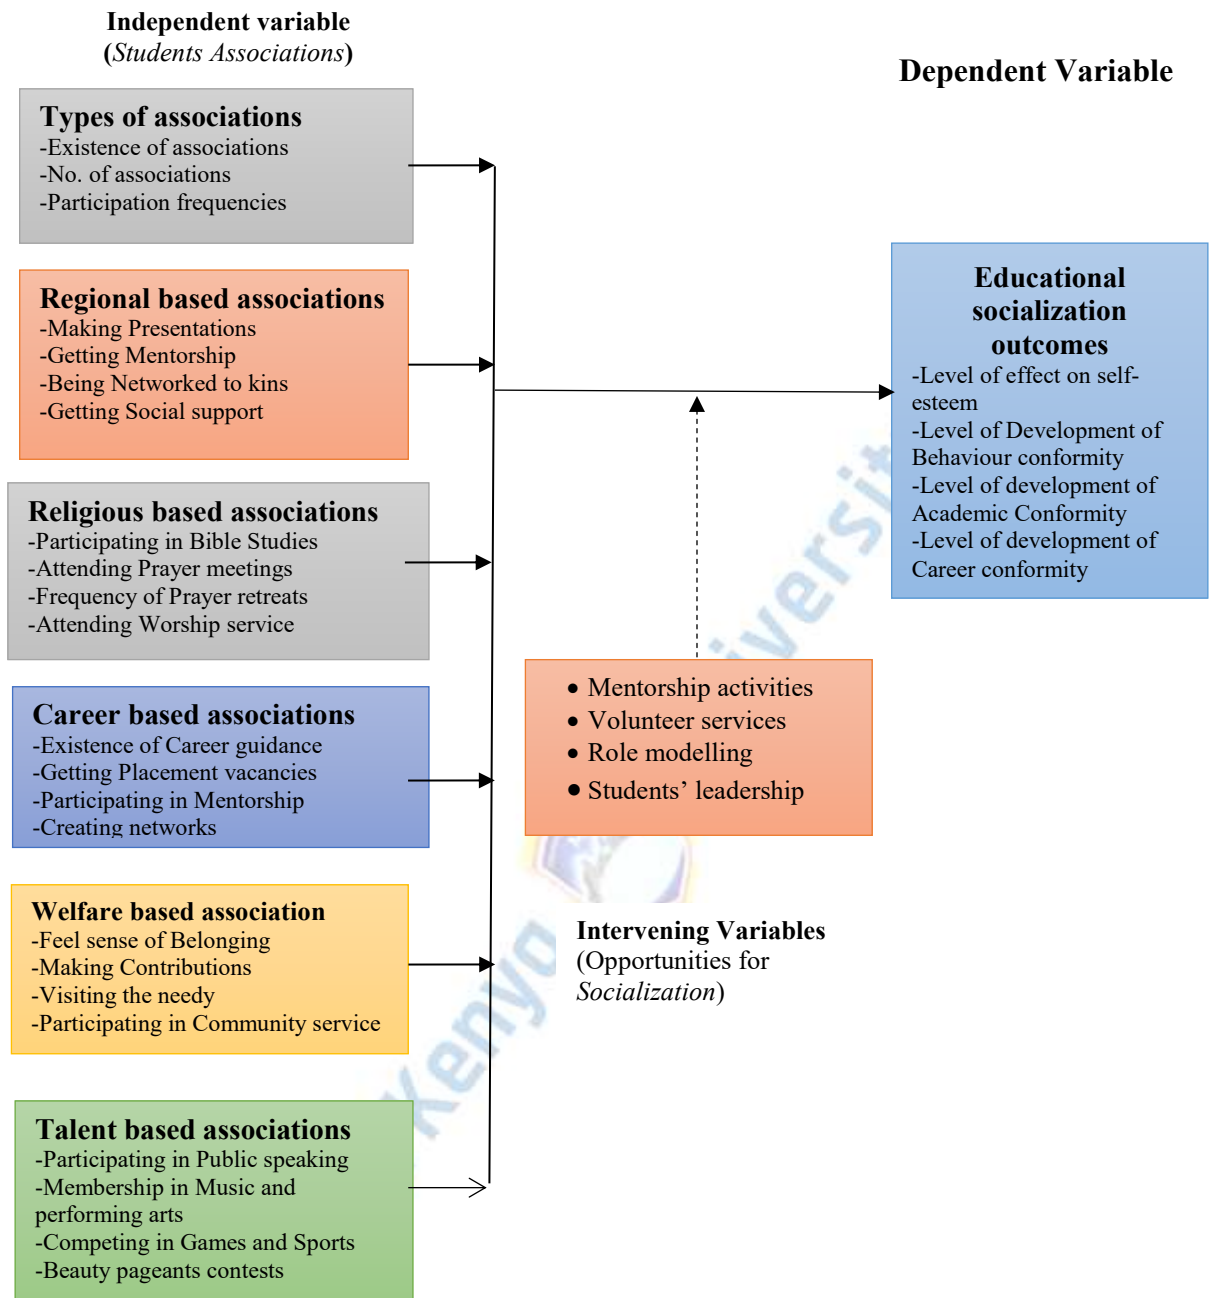 Independent variable
(Students Associations)
Dependent Variable
Types of associations
-Existence of associations
-No. of associations
-Participation frequencies
Regional based associations
-Making Presentations
-Getting Mentorship
-Being Networked to kins
-Getting Social support
Religious based associations
-Participating in Bible Studies
-Attending Prayer meetings
-Frequency of Prayer retreats
-Attending Worship service
Career based associations
-Existence of Career guidance
-Getting Placement vacancies
-Participating in Mentorship
-Creating networks
Welfare based association
-Feel sense of Belonging
-Making Contributions
-Visiting the needy
-Participating in Community service
Talent based associations
-Participating in Public speaking
-Membership in Music and
performing arts
-Competing in Games and Sports
-Beauty pageants contests
• Mentorship activities
• Volunteer services
• Role modelling
• Students’ leadership
Intervening Variables
(Opportunities for
Socialization)
Educational
socialization
outcomes
-Level of effect on self-
esteem
-Level of Development of
Behaviour conformity
-Level of development of
Academic Conformity
-Level of development of
Career conformity